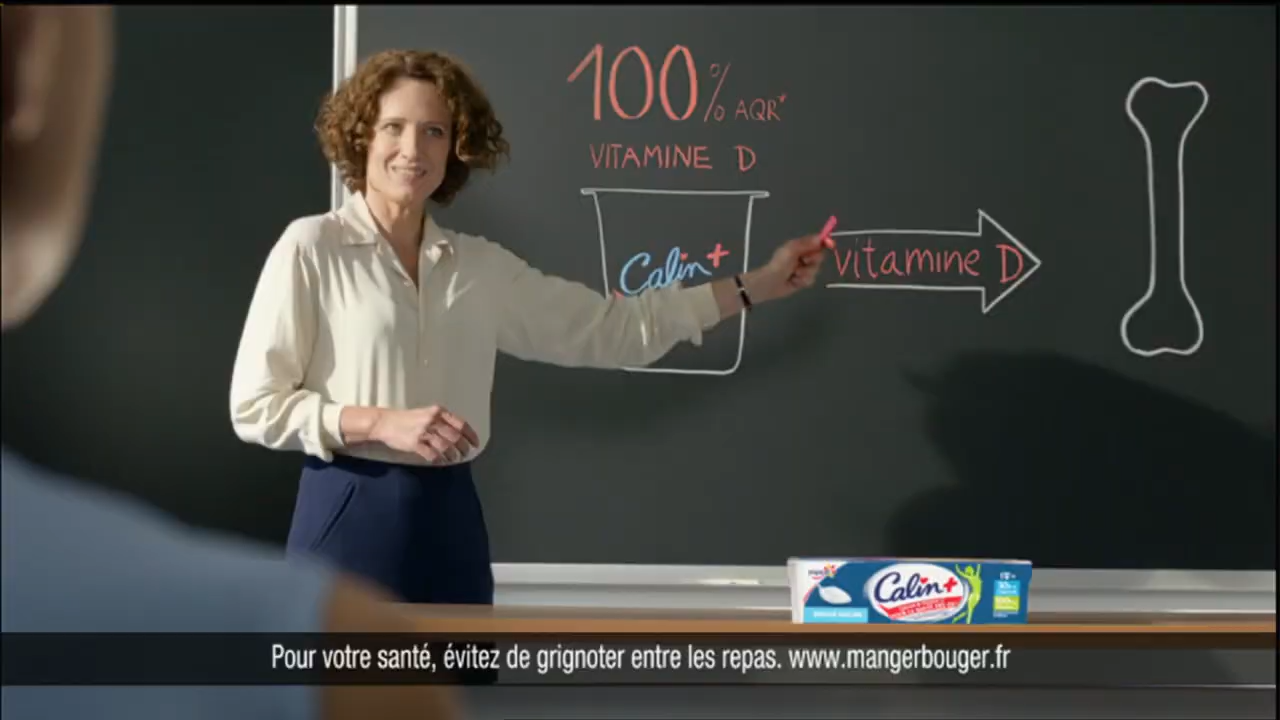 100% AQR*
VITAMINE D
Calin+
vitamine D
Calin+
Pour votre santé, évitez de grignoter entre les repas. www.mangerbouger.fr